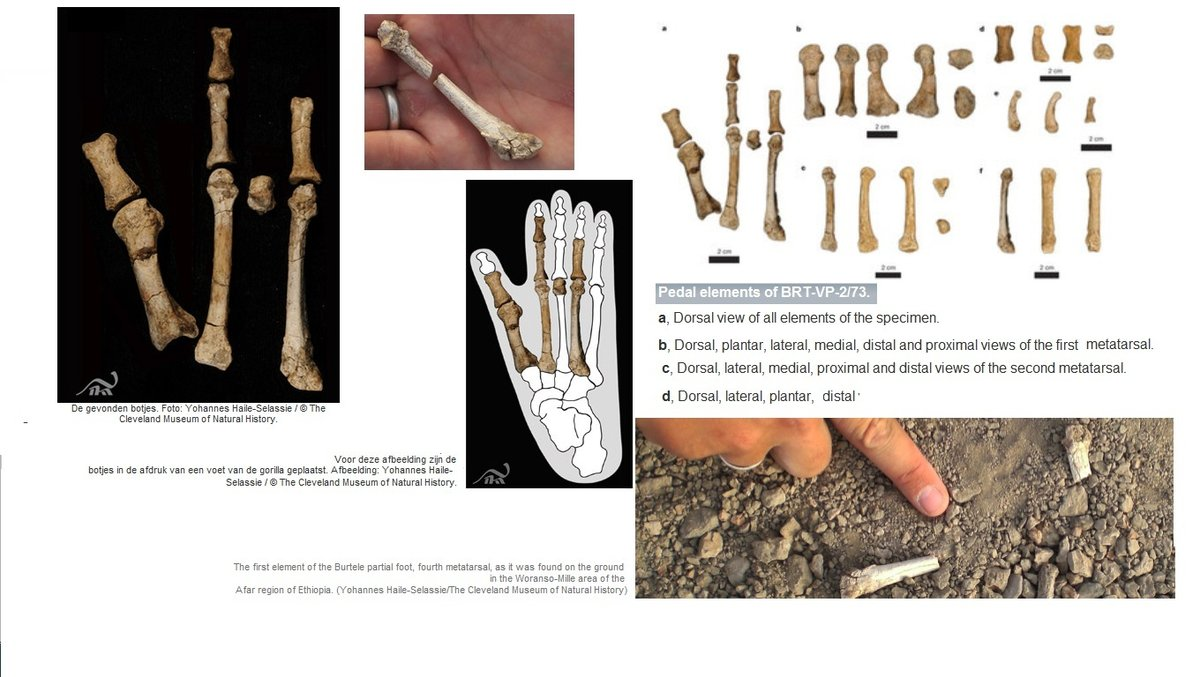 De gevonden botjes. Foto: Yohannes Haile-Selassie / © The
Cleveland Museum of Natural History.
Voor deze afbeelding zijn de
botjes in de afdruk van een voet van de gorilla geplaatst. Afbeelding: Yohannes Haile-
Selassie / © The Cleveland Museum of Natural History.
The first element of the Burtele partial foot, fourth metatarsal, as it was found on the ground
in the Woranso-Mille area of the
Afar region of Ethiopia. (Yohannes Haile-Selassie/The Cleveland Museum of Natural History)
a
b
d
2 cm
2 cm
e
2 cm
c
f
2 cm
2 cm
2 cm
Pedal elements of BRT-VP-2/73.
a, Dorsal view of all elements of the specimen.
b, Dorsal, plantar, lateral, medial, distal and proximal views of the first metatarsal.
c, Dorsal, lateral, medial, proximal and distal views of the second metatarsal.
d, Dorsal, lateral, plantar, distal